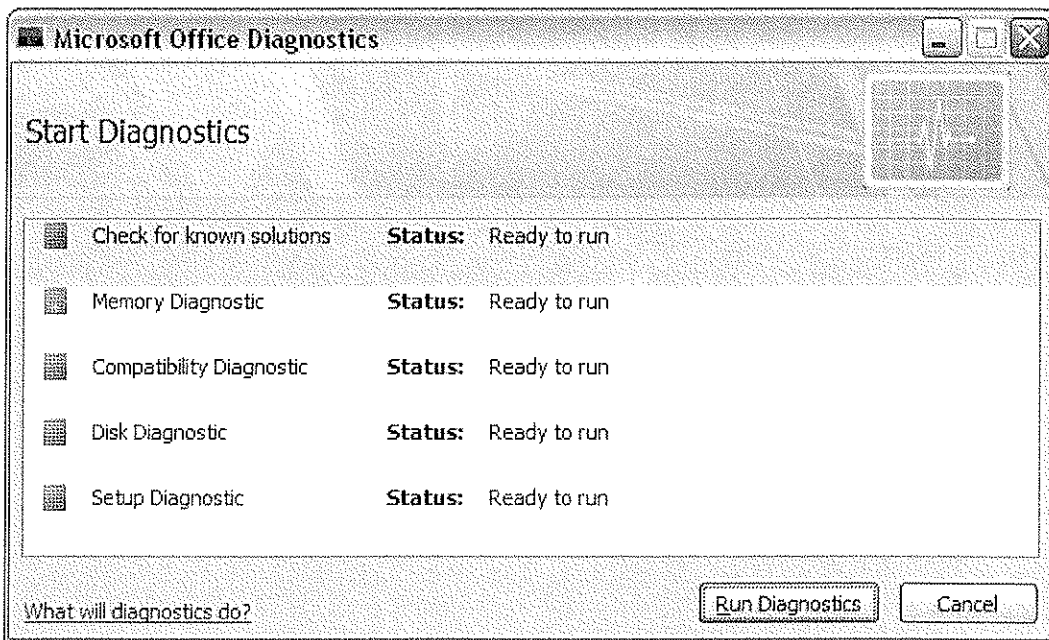 Microsoft Office Diagnostics
Start Diagnostics
Check for known solutions Status: Ready to run
Memory Diagnostic Status: Ready to run
Compatibility Diagnostic Status: Ready to run
Disk Diagnostic Status: Ready to run
Setup Diagnostic Status: Ready to run
What will diagnostics do? Run Diagnostics Cancel